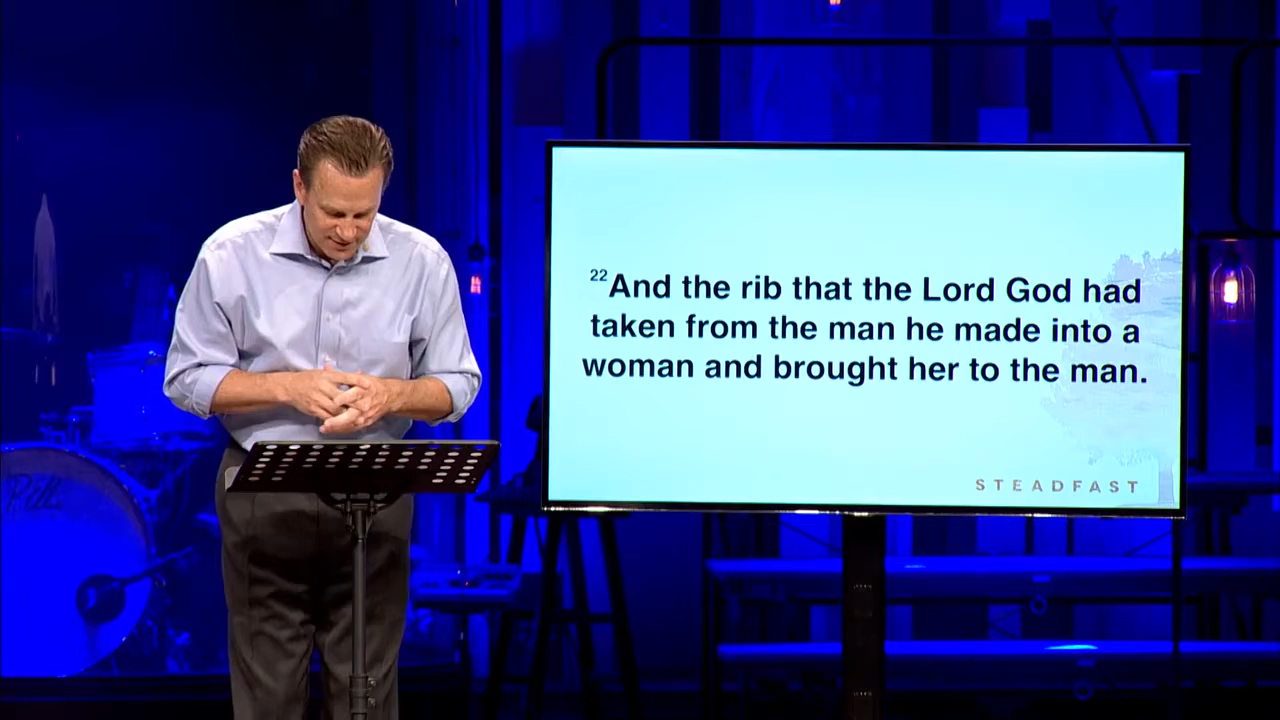 22And the rib that the Lord God had
taken from the man he made into a
woman and brought her to the man.
STEADFAST